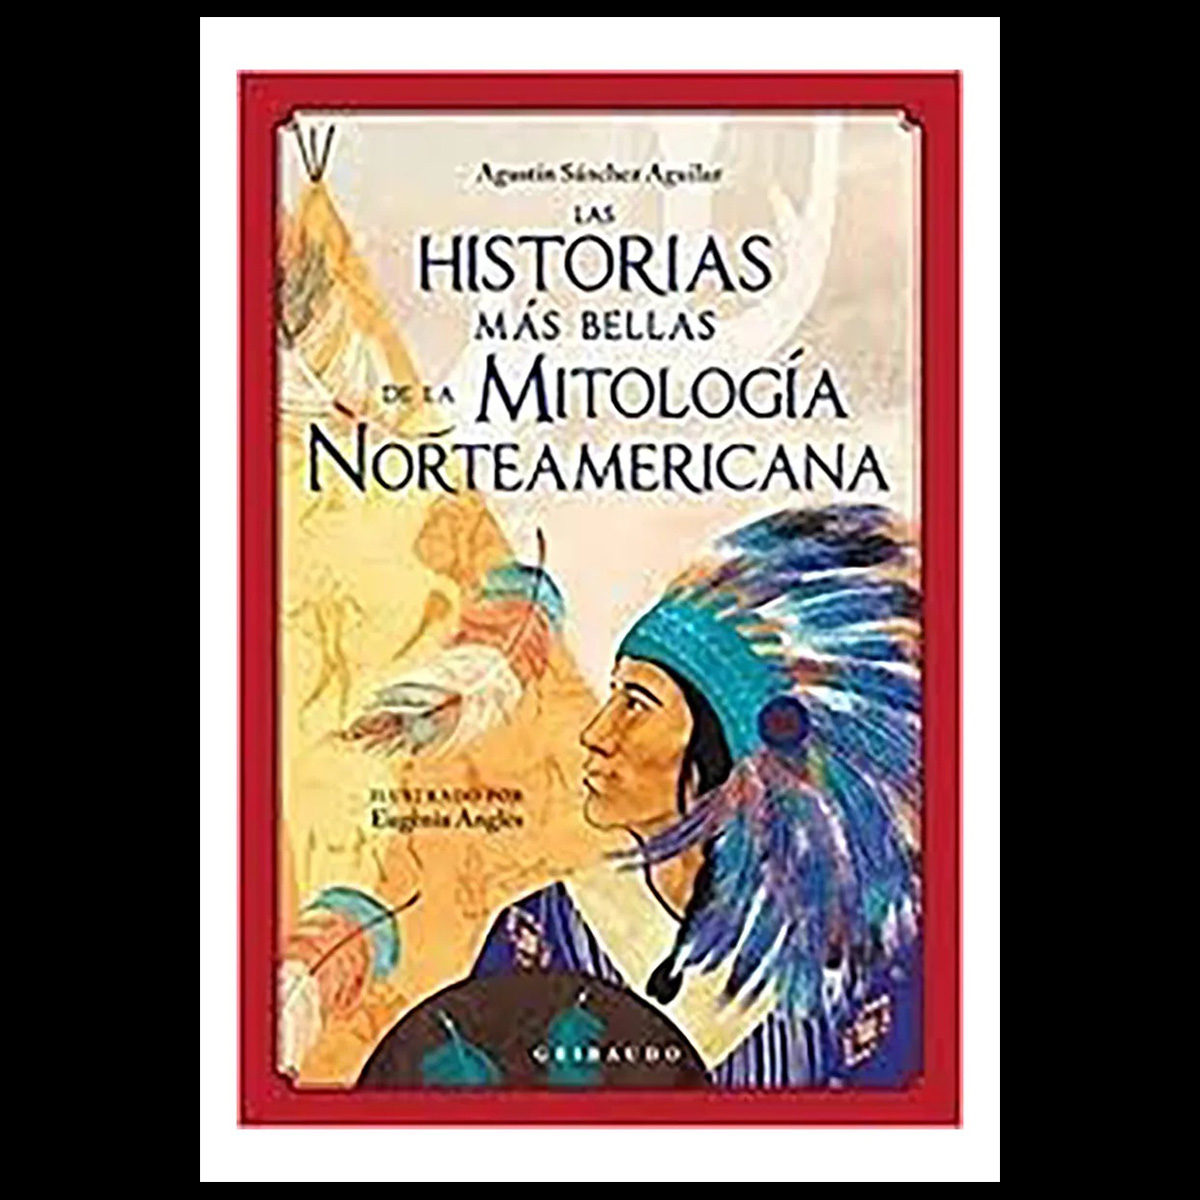 Agustín Sánchez Aguilar
LAS
HISTORIAS
MÁS BELLAS
DE LA MITOLOGÍA
NORTEAMERICANA
ILUSTRADO POR
Eugènia Anglès
GRIBAUDO